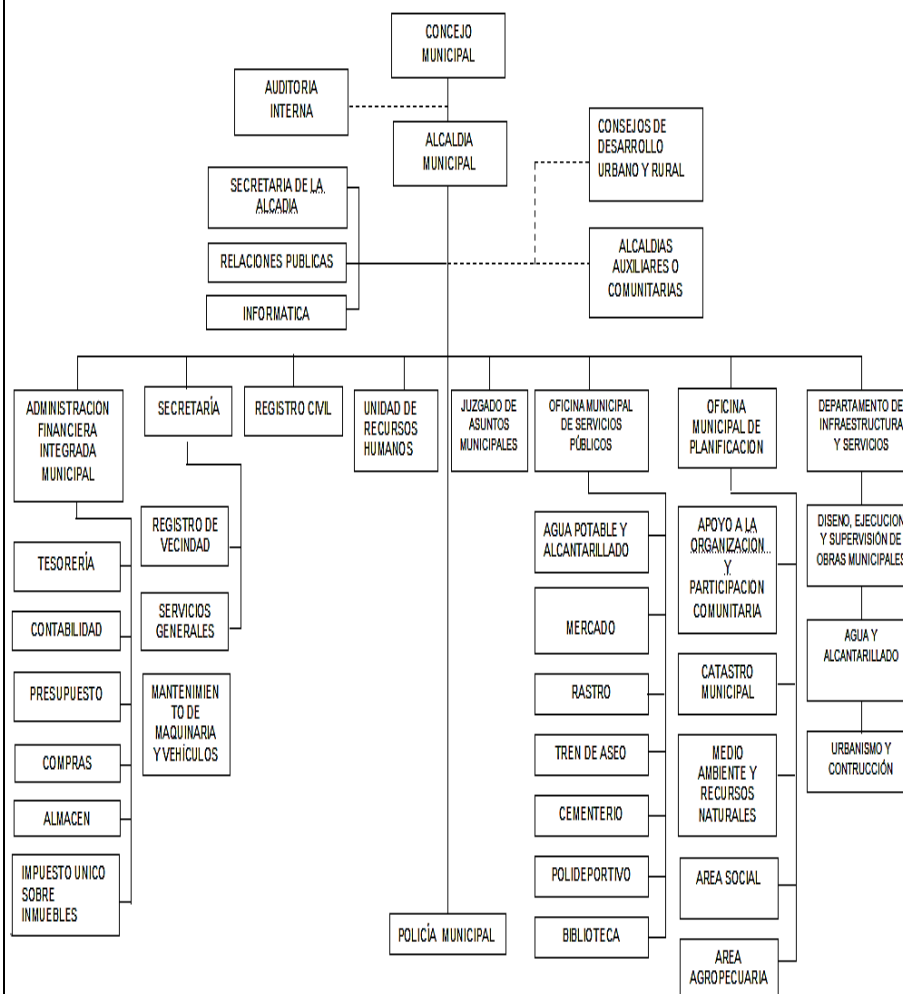 CONCEJO
MUNICIPAL
AUDITORIA
INTERNA
ALCALDIA
MUNICIPAL
CONSEJOS DE
DESARROLLO
URBANO Y RURAL
SECRETARIA DE LA
ALCADIA
RELACIONES PUBLICAS
INFORMATICA
ALCALDIAS
AUXILIARES O
COMUNITARIAS
ADMINISTRACION
FINANCIERA
INTEGRADA
MUNICIPAL
SECRETARÍA
REGISTRO CIVIL
UNIDAD DE
RECURSOS
HUMANOS
JUZGADO DE
ASUNTOS
MUNICIPALES
OFICINA MUNICIPAL
DE SERVICIOS
PÚBLICOS
OFICINA
MUNICIPAL DE
PLANIFICACION
DEPARTAMENTO DE
INFRAESTRUCTURA
Y SERVICIOS
TESORERÍA
CONTABILIDAD
PRESUPUESTO
COMPRAS
ALMACEN
IMPUESTO UNICO
SOBRE
INMUEBLES
REGISTRO DE
VECINDAD
SERVICIOS
GENERALES
MANTENIMIEN
TO DE
MAQUINARIA
Y VEHÍCULOS
AGUA POTABLE Y
ALCANTARILLADO
MERCADO
RASTRO
TREN DE ASEO
CEMENTERIO
POLIDEPORTIVO
BIBLIOTECA
APOYO A LA
ORGANIZACION
Y
PARTICIPACION
COMUNITARIA
CATASTRO
MUNICIPAL
MEDIO
AMBIENTE Y
RECURSOS
NATURALES
AREA SOCIAL
AREA
AGROPECUARIA
DISENO, EJECUCION
Y SUPERVISIÓN DE
OBRAS MUNICIPALES
AGUA Y
ALCANTARILLADO
URBANISMO Y
CONTRUCCIÓN
POLICÍA MUNICIPAL